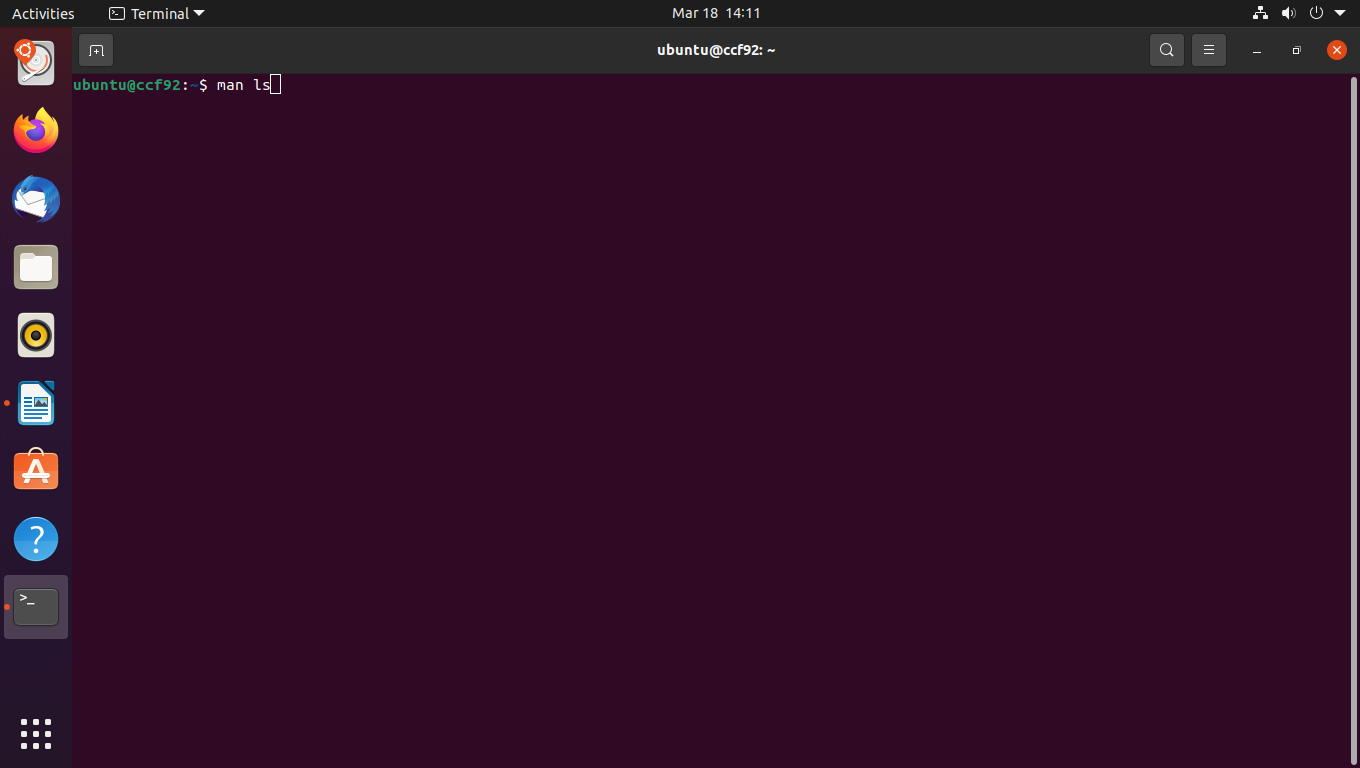 Activities
Terminal
Mar 18 14:11
ubuntu@ccf92: ~
ubuntu@ccf92:~$ man ls